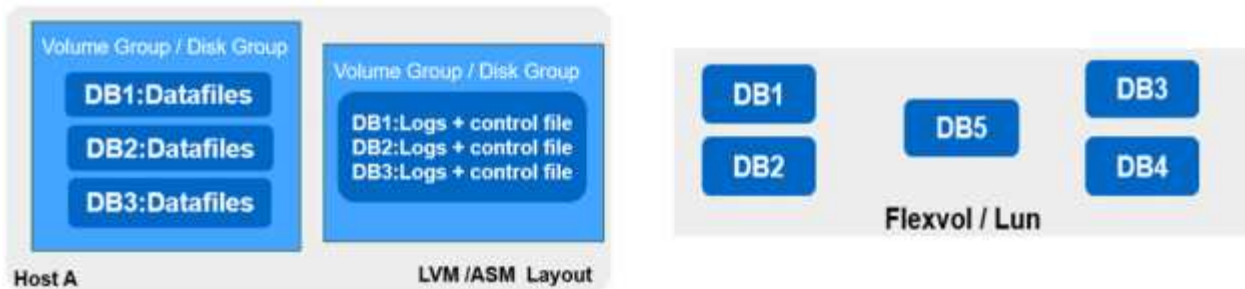 Volume Group / Disk Group
DB1:Datafiles
DB2:Datafiles
DB3:Datafiles
Volume Group / Disk Group
DB1:Logs + control file
DB2:Logs + control file
DB3:Logs + control file
Host A
LVM /ASM Layout
DB1
DB2
DB5
DB3
DB4
Flexvol / Lun